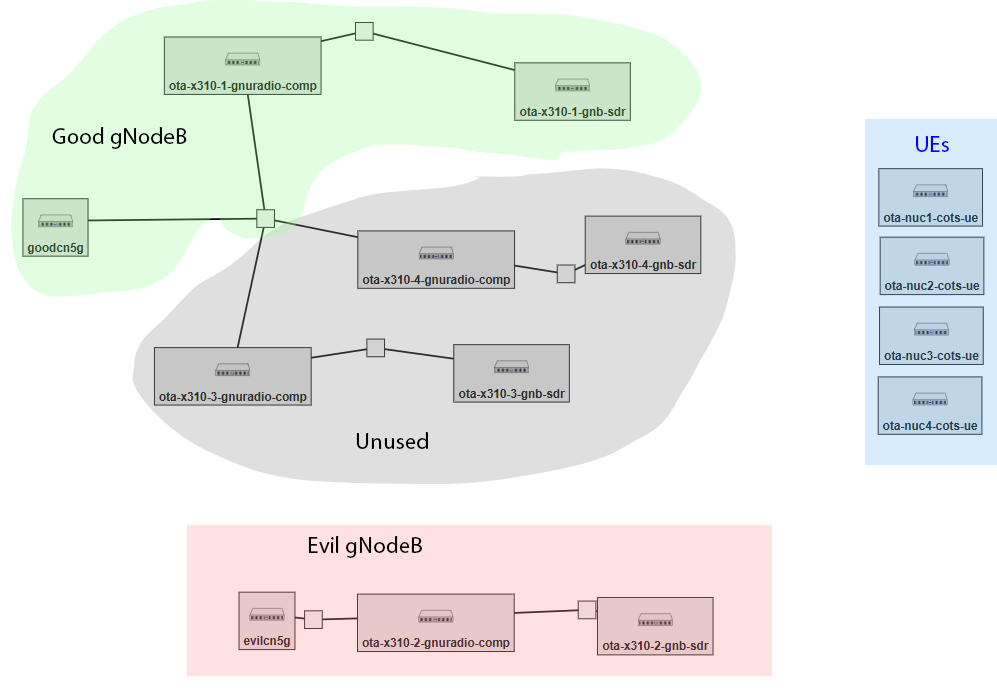 ota-x310-1-gnuradio-comp
ota-x310-1-gnb-sdr
Good gNodeB
UEs
ota-nuc1-cots-ue
goodcn5g
ota-x310-4-gnuradio-comp
ota-x310-4-gnb-sdr
ota-nuc2-cots-ue
ota-nuc3-cots-ue
ota-x310-3-gnuradio-comp
ota-x310-3-gnb-sdr
ota-nuc4-cots-ue
Unused
Evil gNodeB
evilcn5g
ota-x310-2-gnuradio-comp
ota-x310-2-gnb-sdr